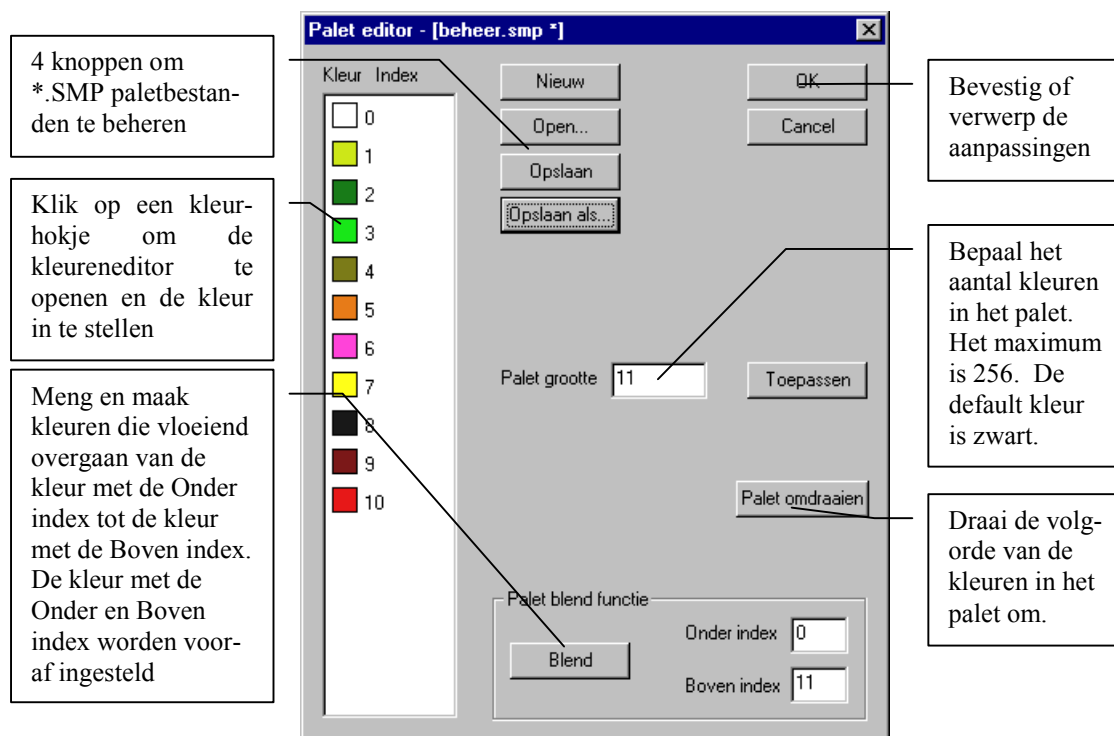 Palet editor - [beheer.smp *]
4 knoppen om
*.SMP paletbestan-
den te beheren
Klik op een kleur-
hokje om de
kleureneditor te
openen en de kleur
in te stellen
Meng en maak
kleuren die vloeiend
overgaan van de
kleur met de Onder
index tot de kleur
met de Boven index.
De kleur met de
Onder en Boven
index worden voor-
af ingesteld
Kleur Index
0
1
2
3
4
5
6
7
8
9
10
Nieuw
Open...
Opslaan
Opslaan als...
OK
Cancel
Palet grootte 11
Toepassen
Palet omdraaien
Palet blend functie
Blend
Onder index 0
Boven index 11
Bevestig of
verwerp de
aanpassingen
Bepaal het
aantal kleuren
in het palet.
Het maximum
is 256. De
default kleur
is zwart.
Draai de volg-
orde van de
kleuren in het
palet om.